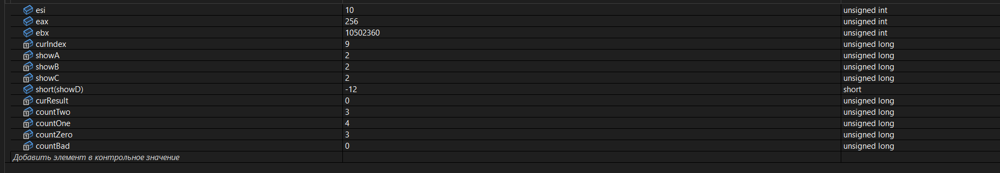 esi 10 unsigned int
eax 256 unsigned int
ebx 10502360 unsigned int
curIndex 9 unsigned long
showA 2 unsigned long
showB 2 unsigned long
showC 2 unsigned long
short(showD) -12 short
curResult 0 unsigned long
countTwo 3 unsigned long
countOne 4 unsigned long
countZero 3 unsigned long
countBad 0 unsigned long
Добавить элемент в контрольное значение